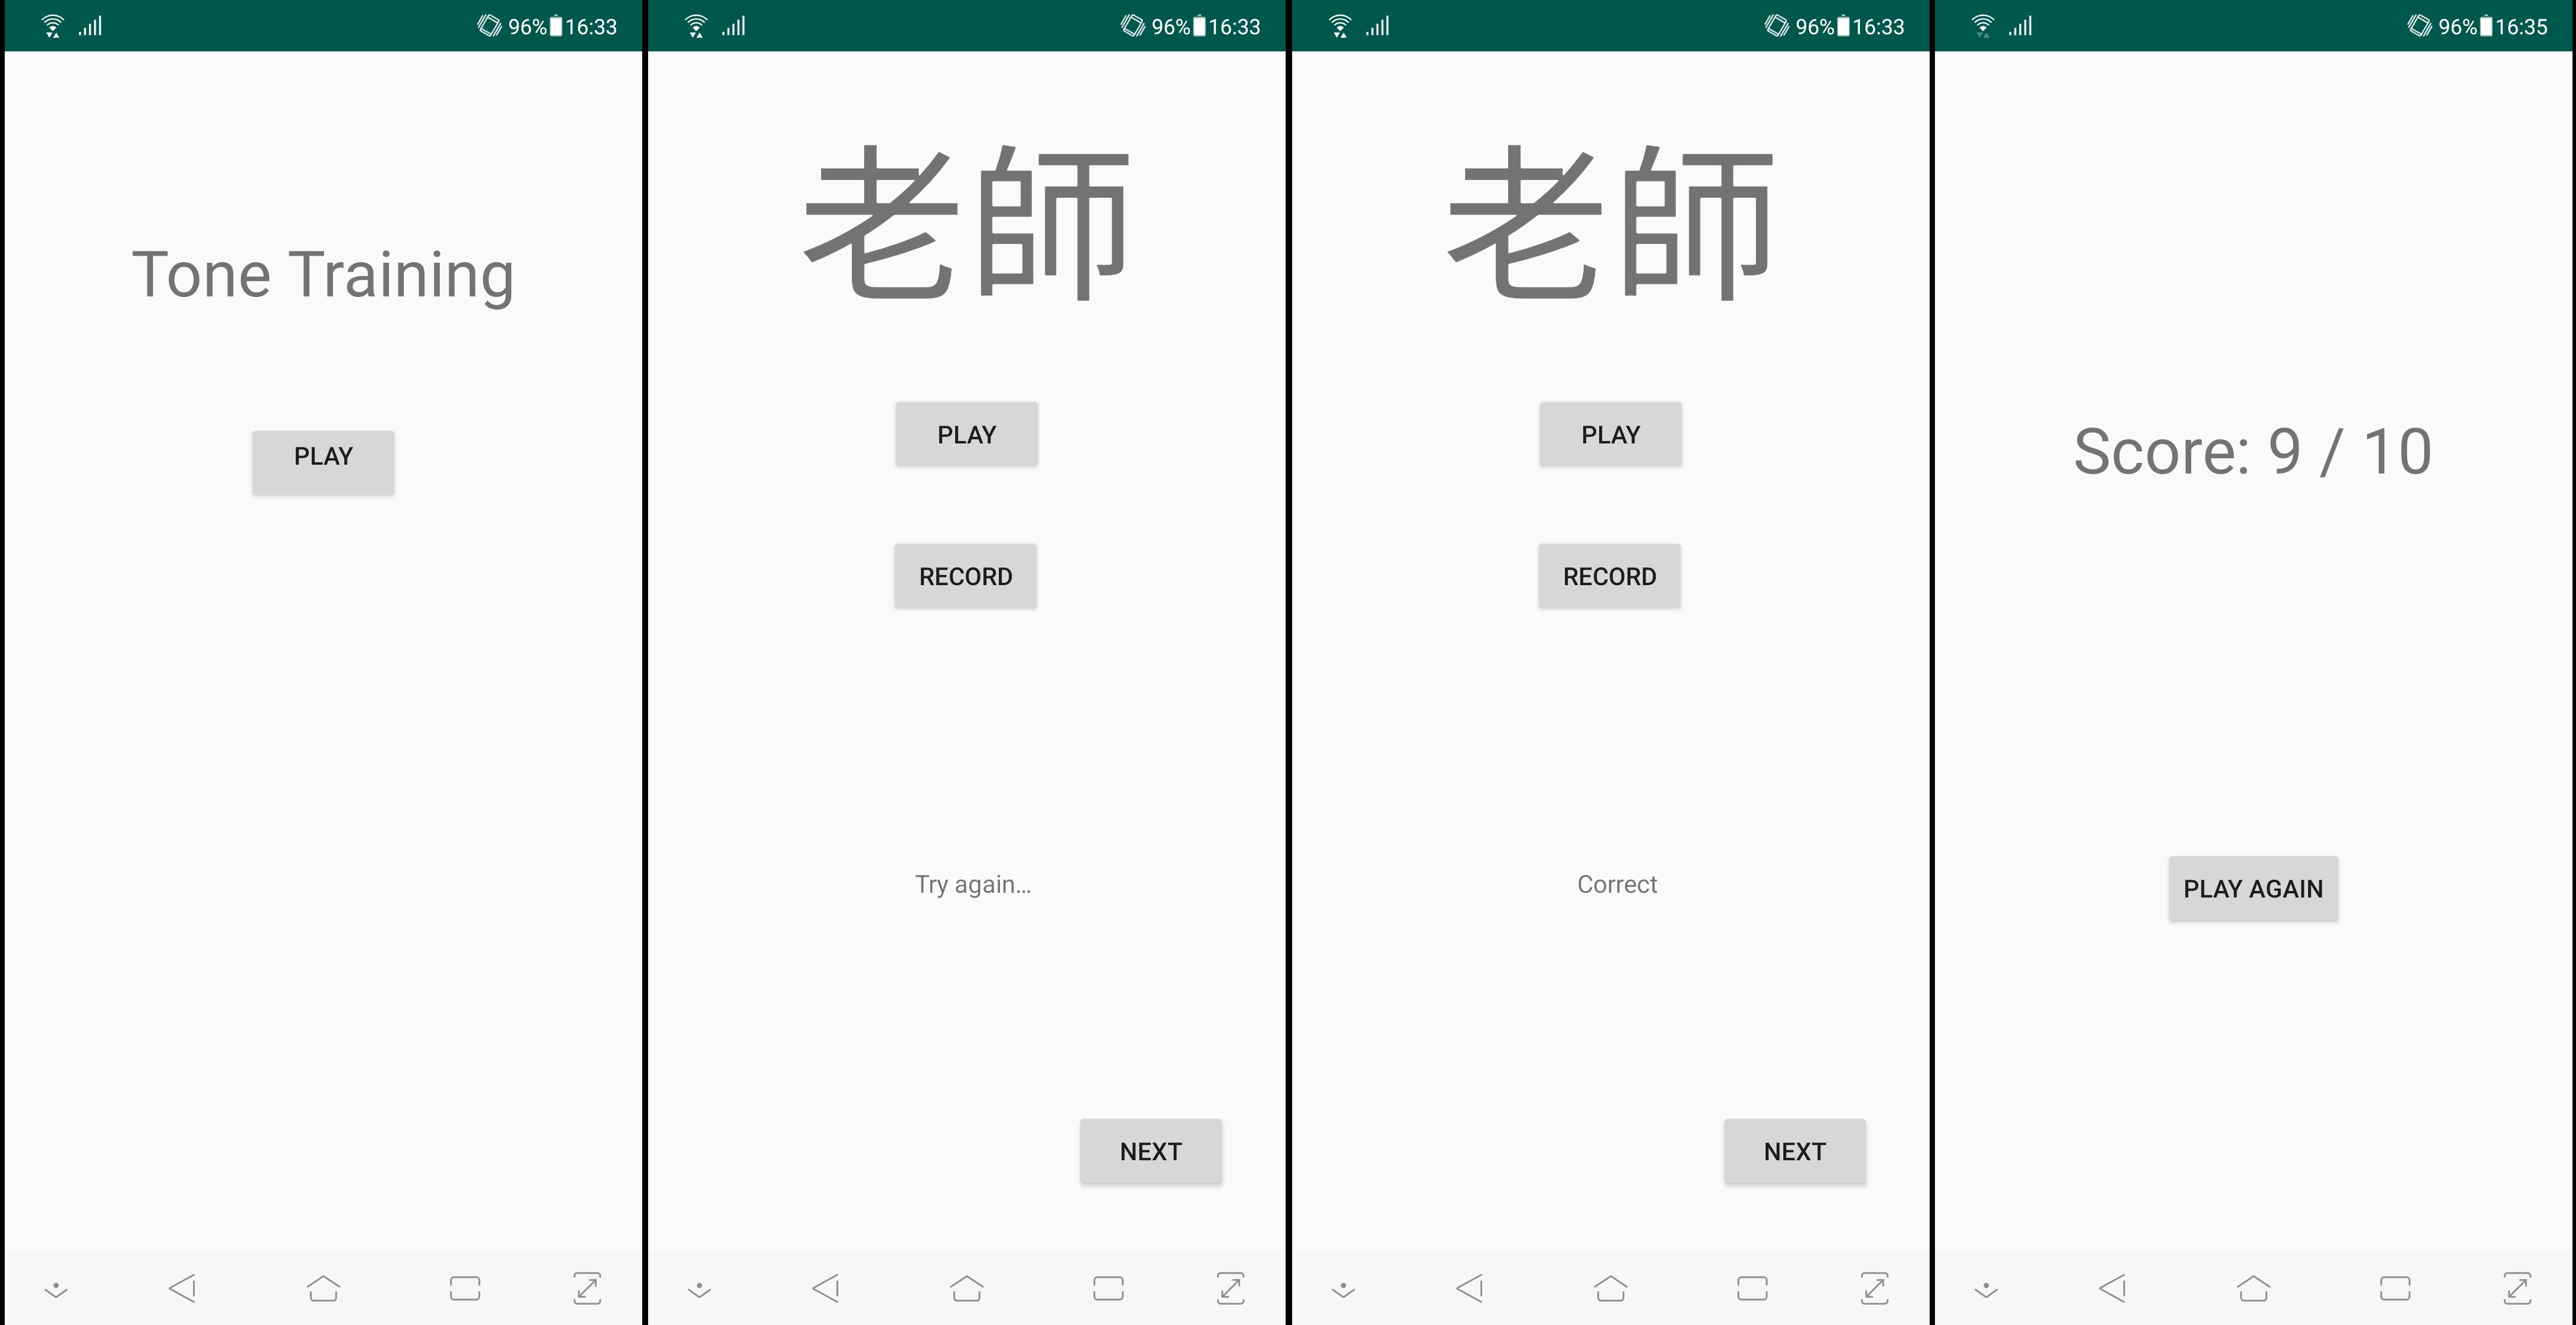 96% 16:33
Tone Training
PLAY
96% 16:33
老師
PLAY
RECORD
Try again...
NEXT
96% 16:33
老師
PLAY
RECORD
Correct
NEXT
96% 16:35
Score: 9 / 10
PLAY AGAIN